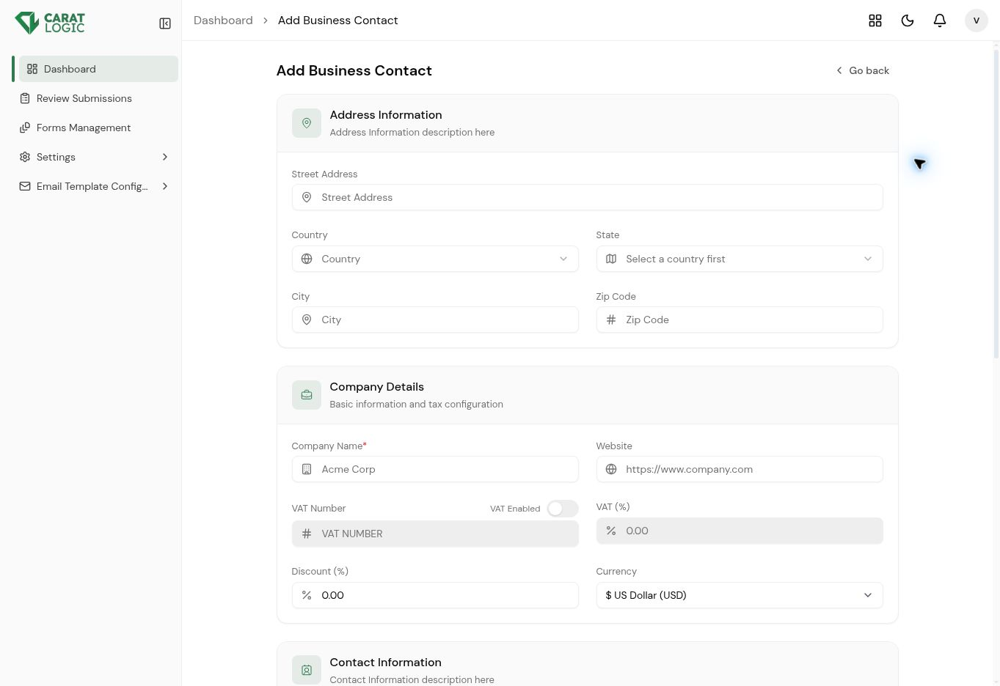 CARAT
LOGIC
Dashboard
Review Submissions
Forms Management
Settings
Email Template Config...
Dashboard > Add Business Contact
V
Add Business Contact
Go back
Address Information
Address Information description here
Street Address
Street Address
Country
State
Country
Select a country first
City
Zip Code
City
Zip Code
Company Details
Basic information and tax configuration
Company Name*
Website
Acme Corp
https://www.company.com
VAT Number
VAT Enabled
VAT (%)
VAT NUMBER
0.00
Discount (%)
Currency
0.00
$ US Dollar (USD)
Contact Information
Contact Information description here